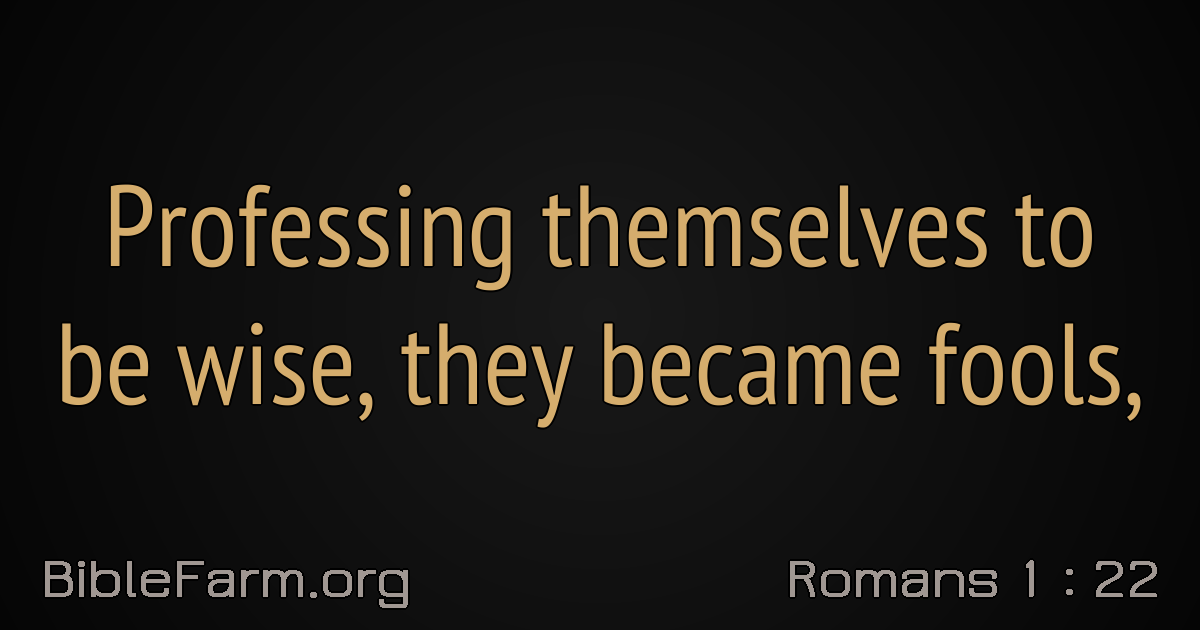 Professing themselves to
be wise, they became fools,
BibleFarm.org
Romans 1 : 22